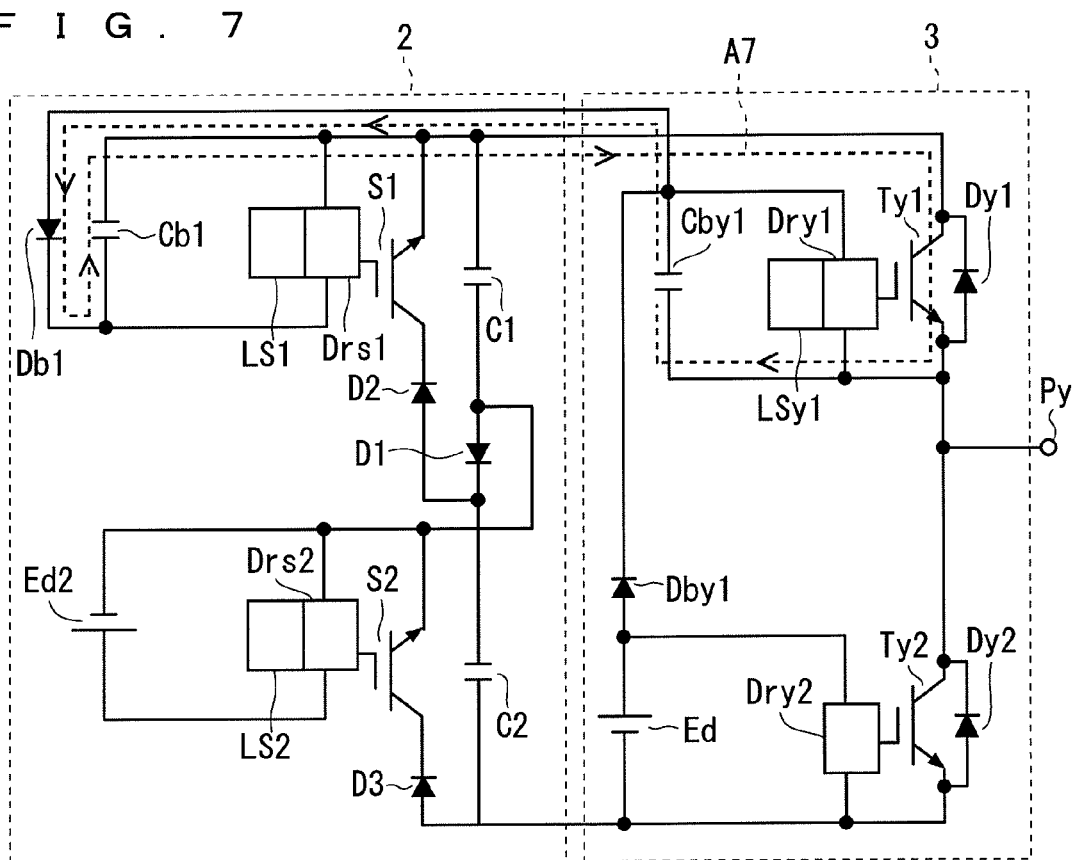 F I G . 7
2
A7
3
S1
Ty1
Dy1
Cb1
Cby1
Dry1
Db1
LS1
Drs1
C1
D2
LSy1
Py
D1
Drs2
S2
Ed2
Dby1
Ty2
Dy2
Dry2
LS2
C2
Ed
D3